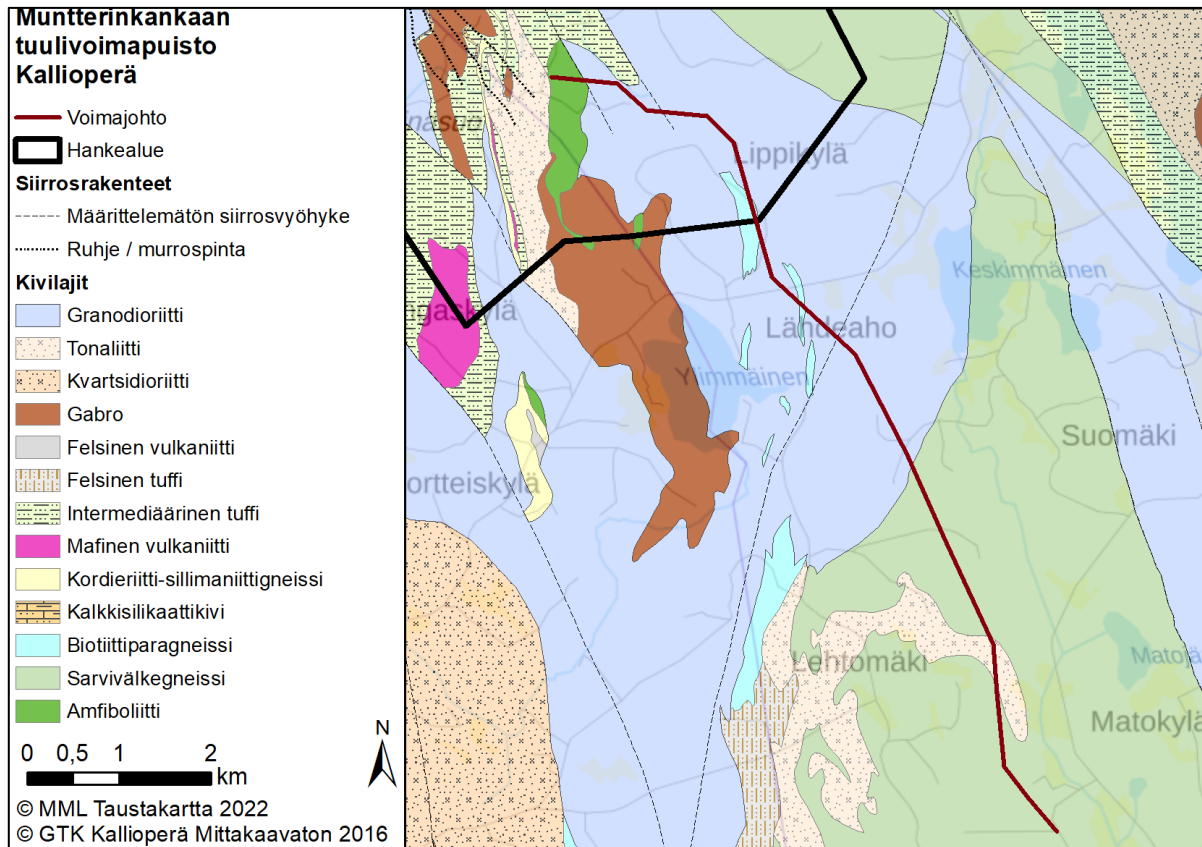 Muntterinkankaan
tuulivoimapuisto
Kallioperä
Voimajohto
Hankealue
Siirrosrakenteet
Määrittelemätön siirrosvyöhyke
Ruhje / murrospinta
Kivilajit
Granodioriitti
Tonaliitti
Kvartsidioriitti
Gabro
Felsinen vulkaniitti
Felsinen tuffi
Intermediäärinen tuffi
Mafinen vulkaniitti
Kordieriitti-sillimaniittigneissi
Kalkkisilikaattikivi
Biotiittiparagneissi
Sarvivälkegneissi
Amfiboliitti
0 0,5 1 2
km
N
© MML Taustakartta 2022
© GTK Kallioperä Mittakaavaton 2016
Lippikylä
Keskimmäinen
Lähdeaho
Ylimmäinen
Suomäki
ortteiskylä
Lehtomäki
Matojä
Matokylä